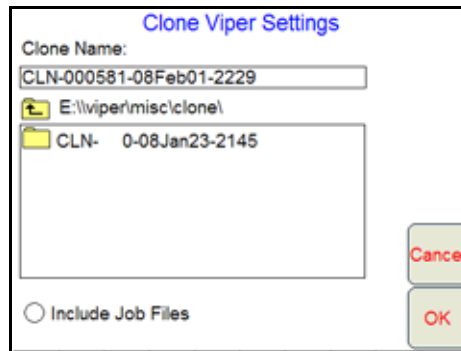 Clone Viper Settings
Clone Name:
CLN-000581-08Feb01-2229
E:\\viper\misc\clone\
CLN-    0-08Jan23-2145
Cance
Include Job Files
OK